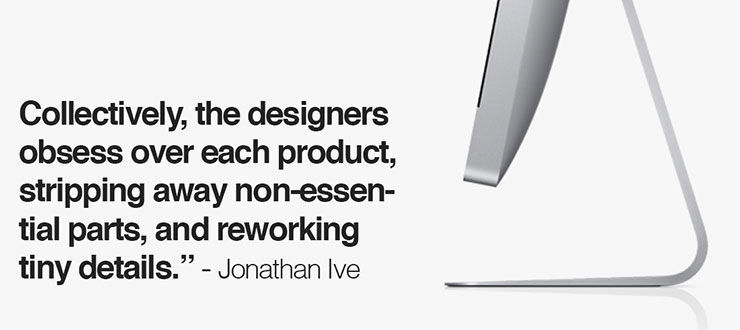 Collectively, the designers
obsess over each product,
stripping away non-essen-
tial parts, and reworking
tiny details.” - Jonathan Ive